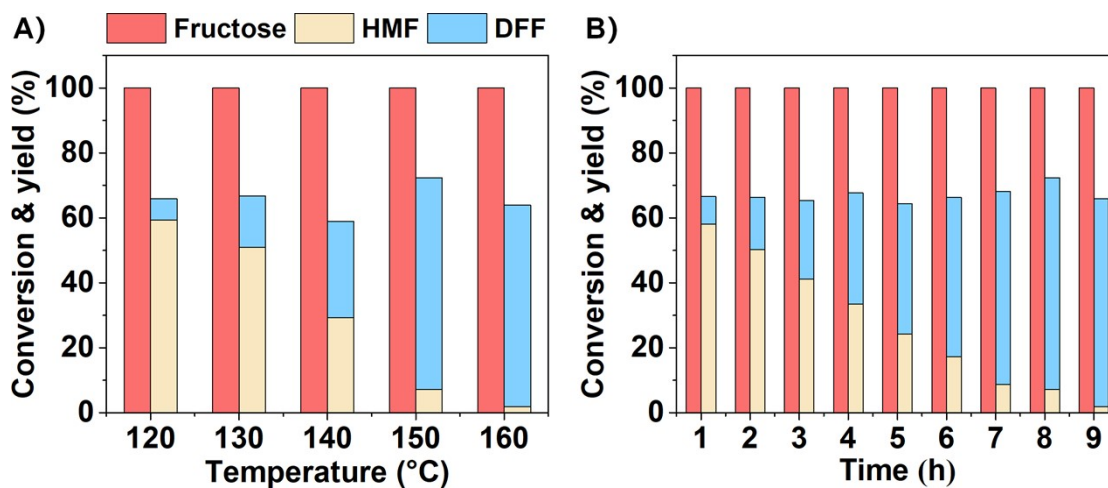 A)
Fructose HMF DFF
Conversion & yield (%)
100
80
60
40
20
0
120 130 140 150 160
Temperature (°C)
B)
Conversion & yield (%)
100
80
60
40
20
0
1 2 3 4 5 6 7 8 9
Time (h)